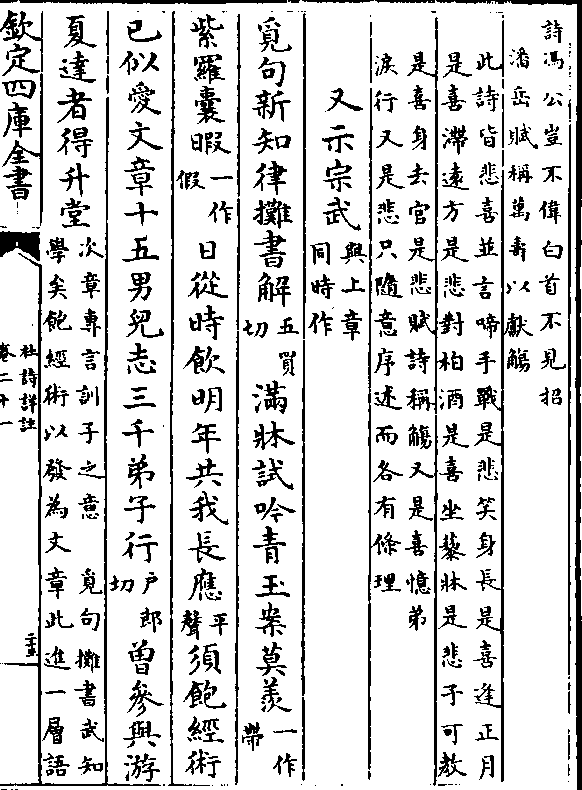 詩馮公豈不偉白首不見招
潘岳賦稱萬壽以獻觴
此詩皆悲喜並言啼手戰是悲笑身長是喜逢正月
是喜滯遠方是悲對柏酒是喜坐藜牀是悲子可教
是喜身去官是悲賦詩稱觴又是喜憶弟
淚行又是悲只隨意序述而各有條理
又示宗武與上章同時作
覓句新知律攤書解五買切滿牀試吟青玉案莫羨一作帶
紫羅囊暇一作假日從時飲明年共我長應平聲須飽經術
已似愛文章十五男兒志三千弟子行户郎切曾參與游
夏達者得升堂次章專言訓子之意 覓句攤書武知學矣飽經術以發為文章此進一層語
欽定四庫全書
杜詩詳註
卷二十一
二十五